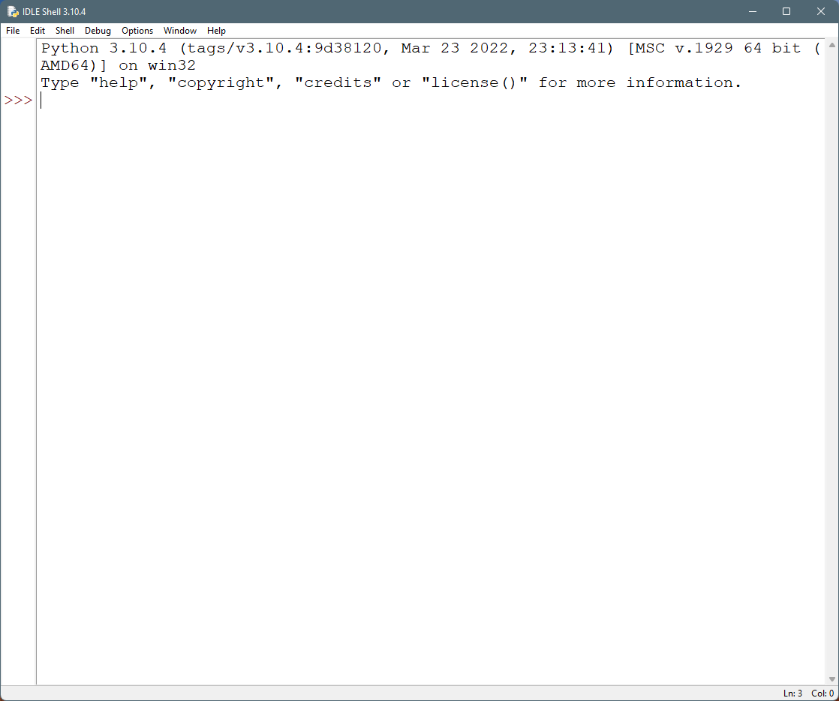 IDLE Shell 3.10.4
File Edit Shell Debug Options Window Help
Python 3.10.4 (tags/v3.10.4:9d38120, Mar 23 2022, 23:13:41) [MSC v.1929 64 bit (
AMD64)] on win32
Type "help", "copyright", "credits" or "license()" for more information.
>>>
Ln: 3 Col: 0